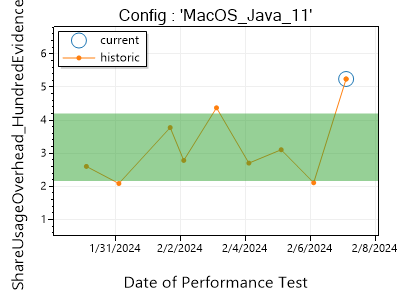 Config : 'MacOS_Java_11'
current
historic
ShareUsageOverhead_HundredEvidence
6
5
4
3
2
1
1/31/2024
2/2/2024
2/4/2024
2/6/2024
2/8/2024
Date of Performance Test